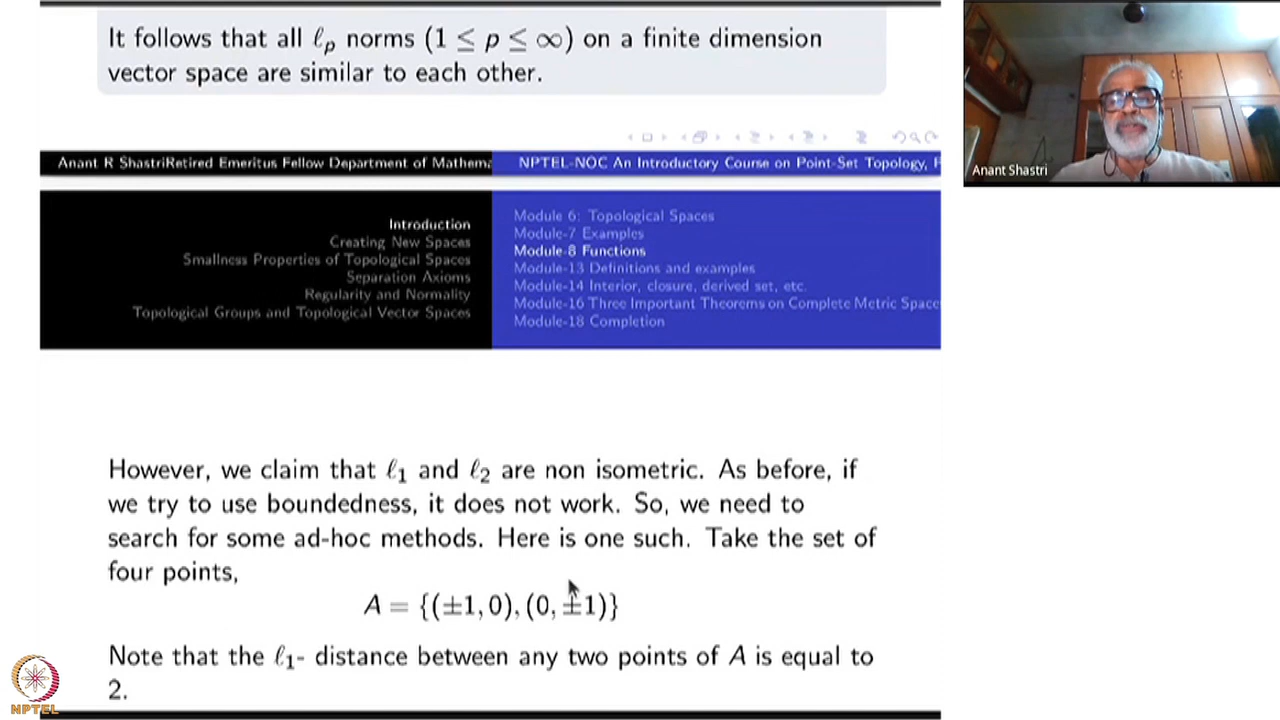 It follows that all ℓ₁ norms (1 ≤ p ≤ ∞) on a finite dimension
vector space are similar to each other.
Anant R ShastriRetired Emeritus Fellow Department of Mathema
NPTEL-NOC An Introductory Course on Point-Set Topology, P
Introduction
Creating New Spaces
Smallness Properties of Topological Spaces
Separation Axioms
Regularity and Normality
Topological Groups and Topological Vector Spaces
Module 6: Topological Spaces
Module-7 Examples
Module-8 Functions
Module-13 Definitions and examples
Module-14 Interior, closure, derived set, etc.
Module-16 Three Important Theorems on Complete Metric Space
Module-18 Completion
However, we claim that ℓ₁ and ℓ₂ are non isometric. As before, if
we try to use boundedness, it does not work. So, we need to
search for some ad-hoc methods. Here is one such. Take the set of
four points,
A = {(±1, 0), (0, ±1)}
Note that the ℓ₁- distance between any two points of A is equal to
2.
Anant Shastri
NPTEL